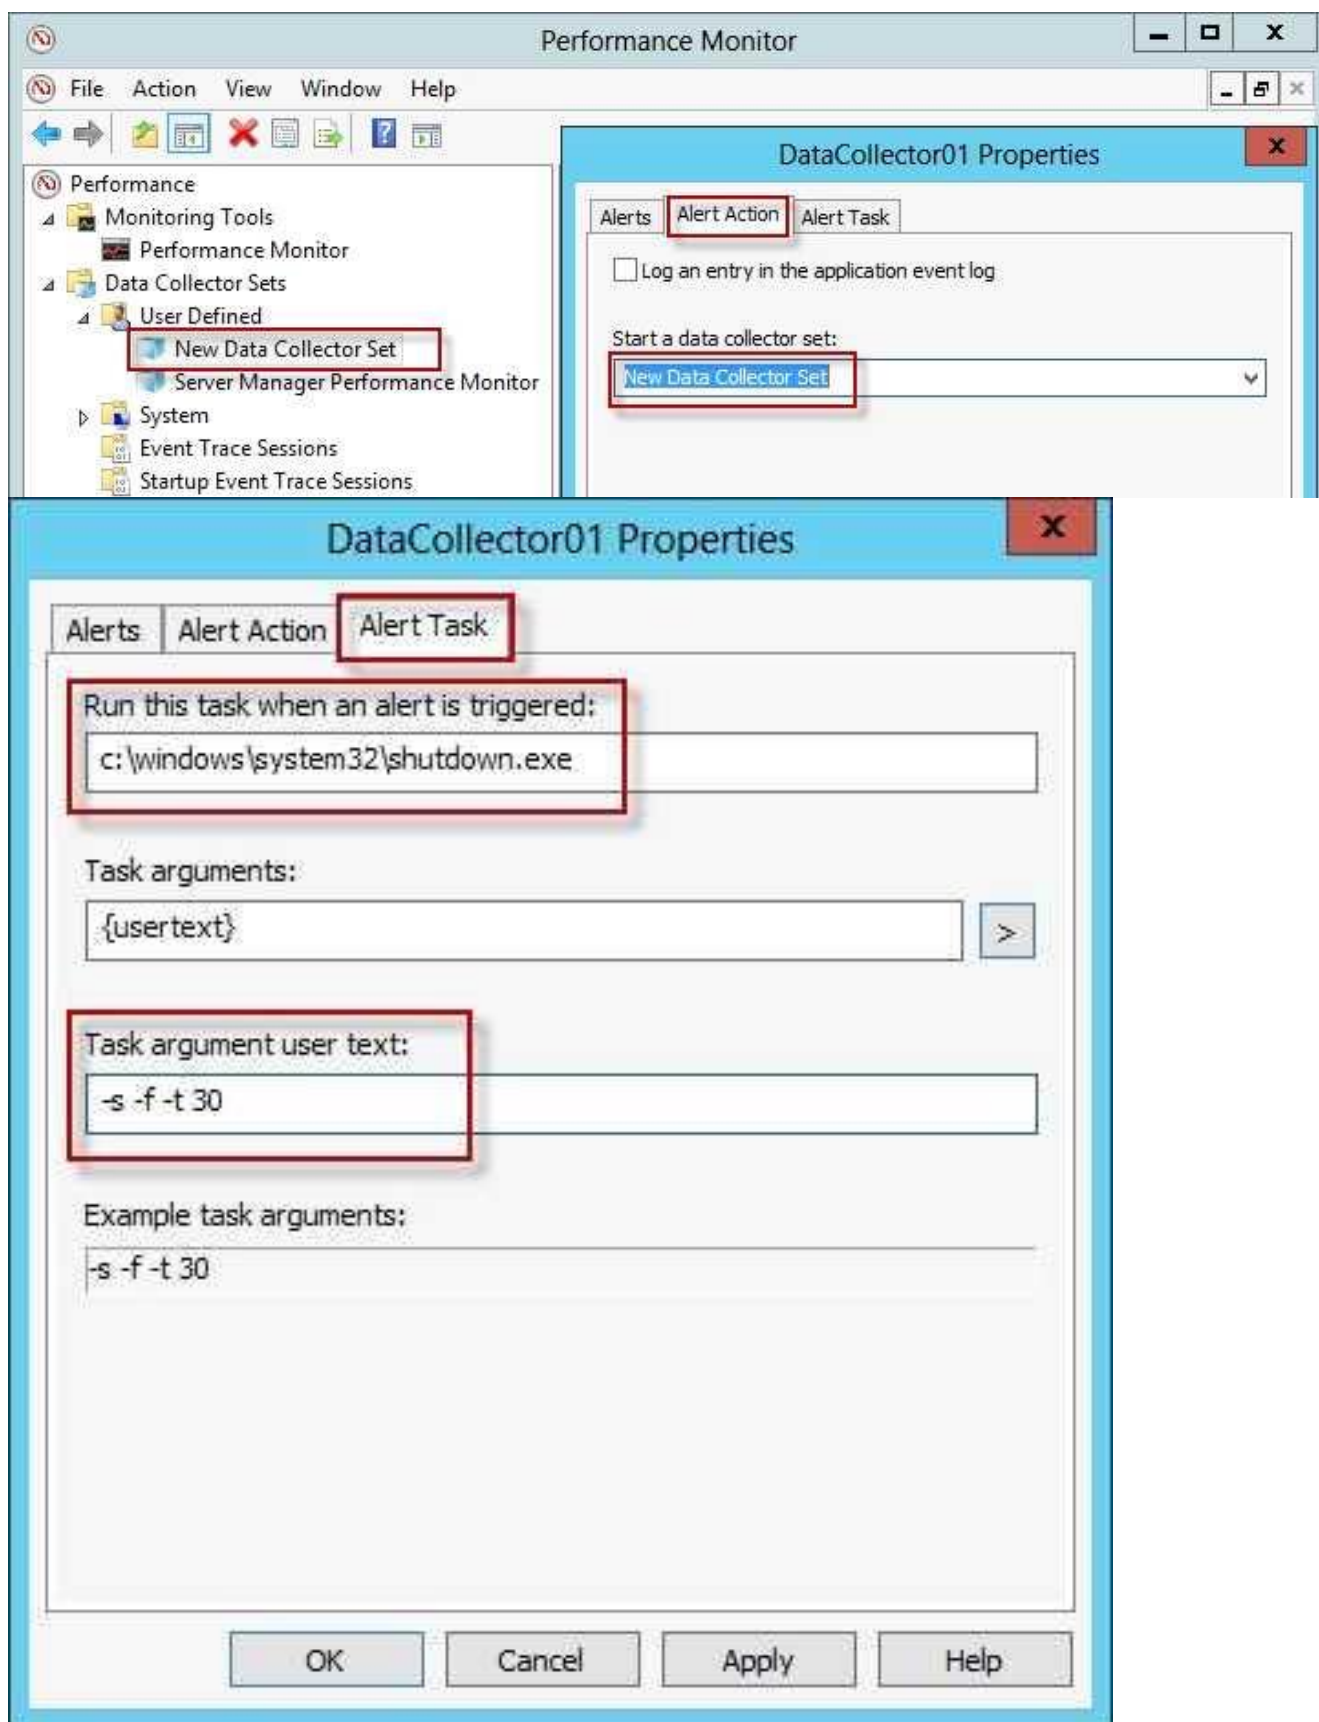 Performance Monitor
File Action View Window Help
Performance
Monitoring Tools
Performance Monitor
Data Collector Sets
User Defined
New Data Collector Set
Server Manager Performance Monitor
System
Event Trace Sessions
Startup Event Trace Sessions
DataCollector01 Properties
Alerts Alert Action Alert Task
Log an entry in the application event log
Start a data collector set:
New Data Collector Set
DataCollector01 Properties
Alerts Alert Action Alert Task
Run this task when an alert is triggered:
c:\windows\system32\shutdown.exe
Task arguments:
{usertext}
>
Task argument user text:
-s -f -t 30
Example task arguments:
-s -f -t 30
OK Cancel Apply Help